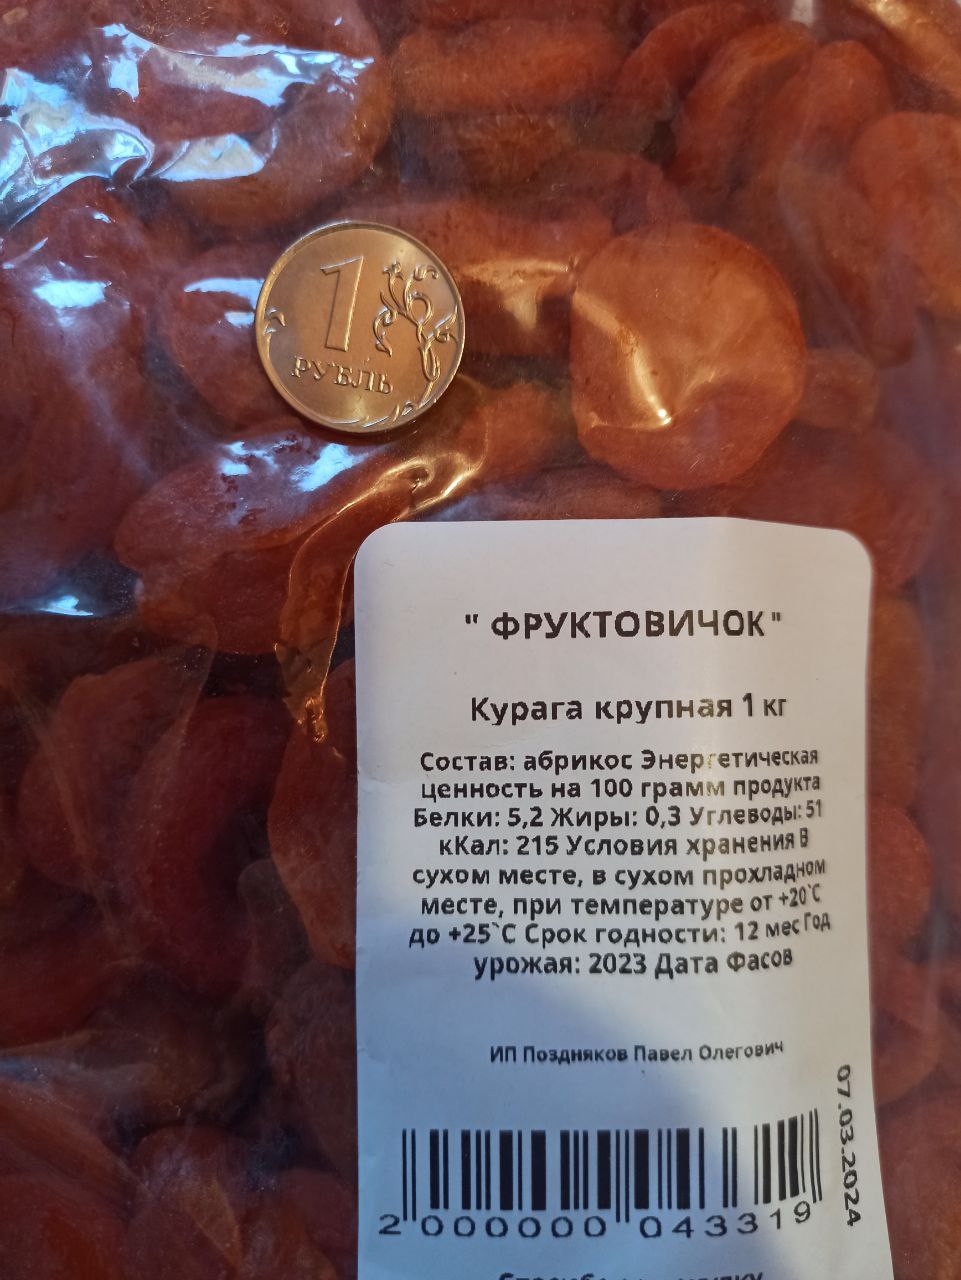 1
РУБЛЬ
" ФРУКТОВИЧОК"
Курага крупная 1 кг
Состав: абрикос Энергетическая
ценность на 100 грамм продукта
Белки: 5,2 Жиры: 0,3 Углеводы: 51
кКал: 215 Условия хранения В
сухом месте, в сухом прохладном
месте, при температуре от +20`С
до +25`С Срок годности: 12 мес Год
урожая: 2023 Дата Фасов
ИП Поздняков Павел Олегович
07.03.2024
2 000000 043319